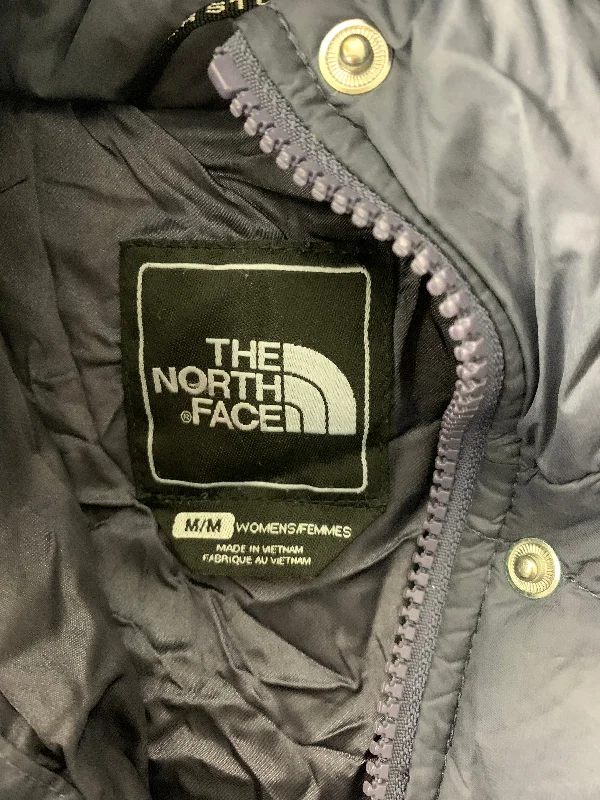 THE
NORTH
®FACE
M/M WOMENS/FEMMES
MADE IN VIETNAM
FABRIQUE AU VIETNAM